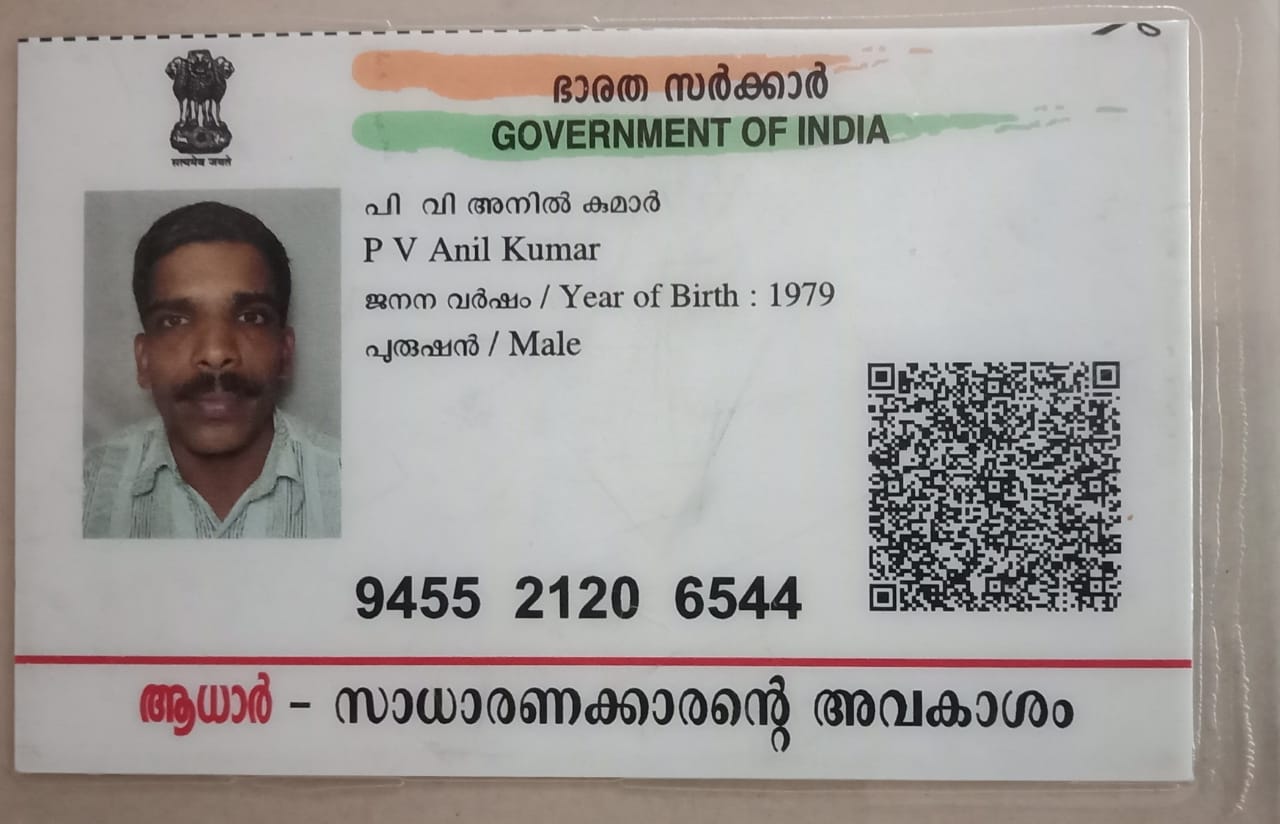 ഭാരത സർക്കാർ
GOVERNMENT OF INDIA
सत्यमेव जयते
പി വി അനിൽ കുമാർ
P V Anil Kumar
ജനന വർഷം / Year of Birth : 1979
പുരുഷൻ / Male
9455 2120 6544
ആധാർ - സാധാരണക്കാരന്റെ അവകാശം